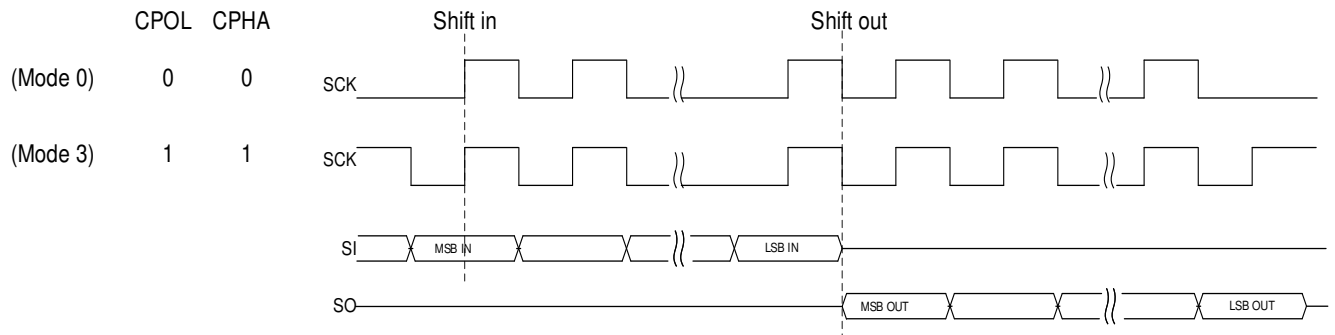 CPOL CPHA Shift in Shift out
(Mode 0) 0 0 SCK
(Mode 3) 1 1 SCK
SI MSB IN LSB IN
SO MSB OUT LSB OUT